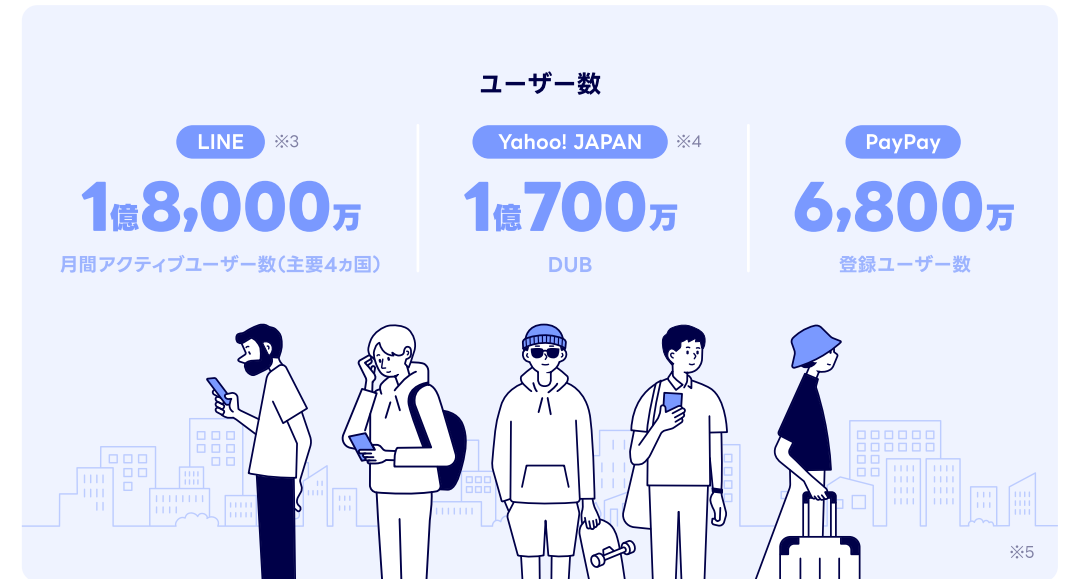 ユーザー数
LINE ※3
1億8,000万
月間アクティブユーザー数(主要4ヵ国)
Yahoo! JAPAN ※4
1億700万
DUB
PayPay
6,800万
登録ユーザー数
※5